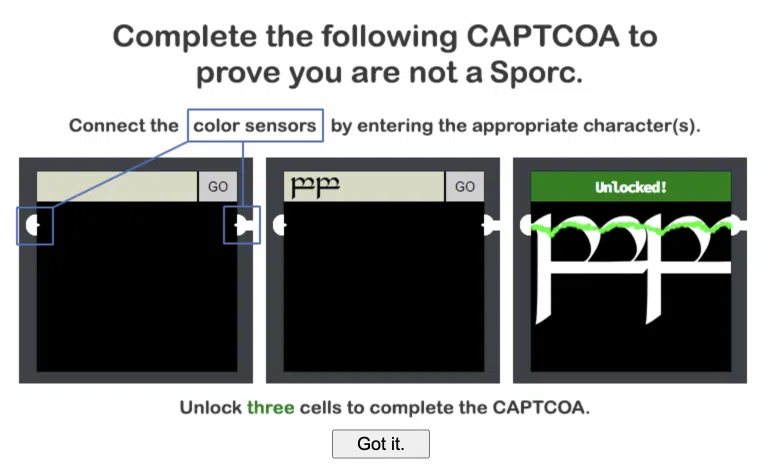 Complete the following CAPTCOA to
prove you are not a Sporc.
Connect the color sensors by entering the appropriate character(s).
GO
GO
Unlocked!
Unlock three cells to complete the CAPTCOA.
Got it.